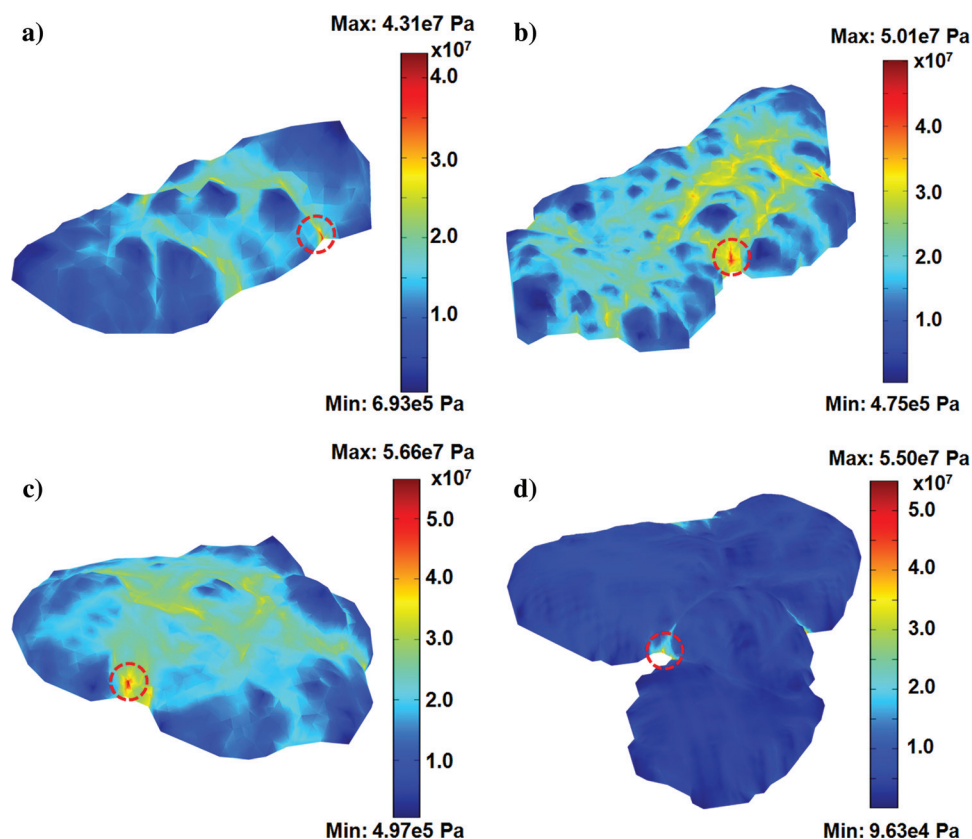 a)
Max: 4.31e7 Pa
x10⁷
4.0
3.0
2.0
1.0
Min: 6.93e5 Pa
b)
Max: 5.01e7 Pa
x10⁷
4.0
3.0
2.0
1.0
Min: 4.75e5 Pa
c)
Max: 5.66e7 Pa
x10⁷
5.0
4.0
3.0
2.0
1.0
Min: 4.97e5 Pa
d)
Max: 5.50e7 Pa
x10⁷
5.0
4.0
3.0
2.0
1.0
Min: 9.63e4 Pa